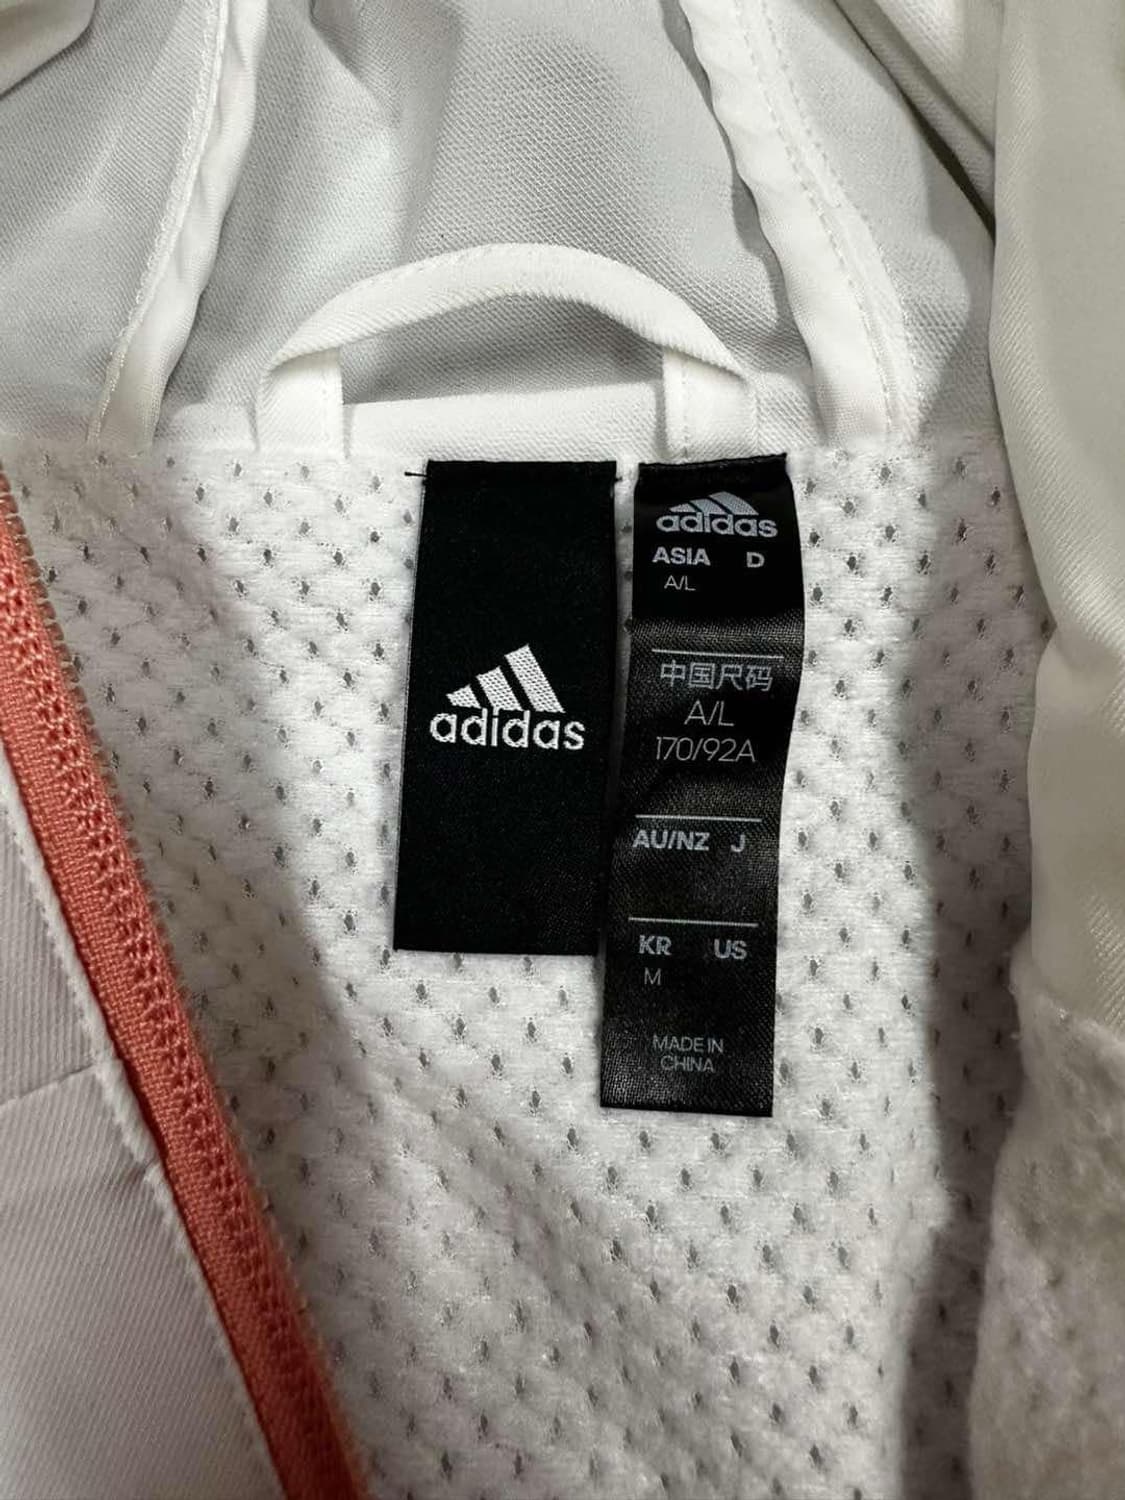 adidas
adidas
ASIA D
A/L
中国尺码
A/L
170/92A
AU/NZ J
KR US
M
MADE IN
CHINA